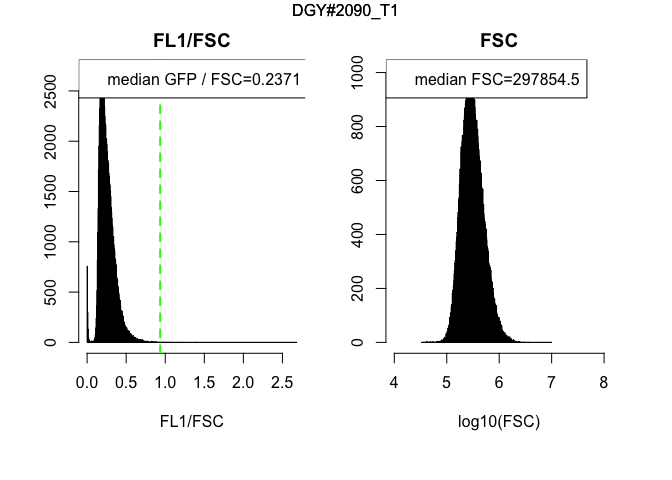 DGY#2090_T1
FL1/FSC
median GFP / FSC=0.2371
0
500
1000
1500
2000
2500
0.0 0.5 1.0 1.5 2.0 2.5
FL1/FSC
FSC
median FSC=297854.5
0
200
400
600
800
1000
4 5 6 7 8
log10(FSC)